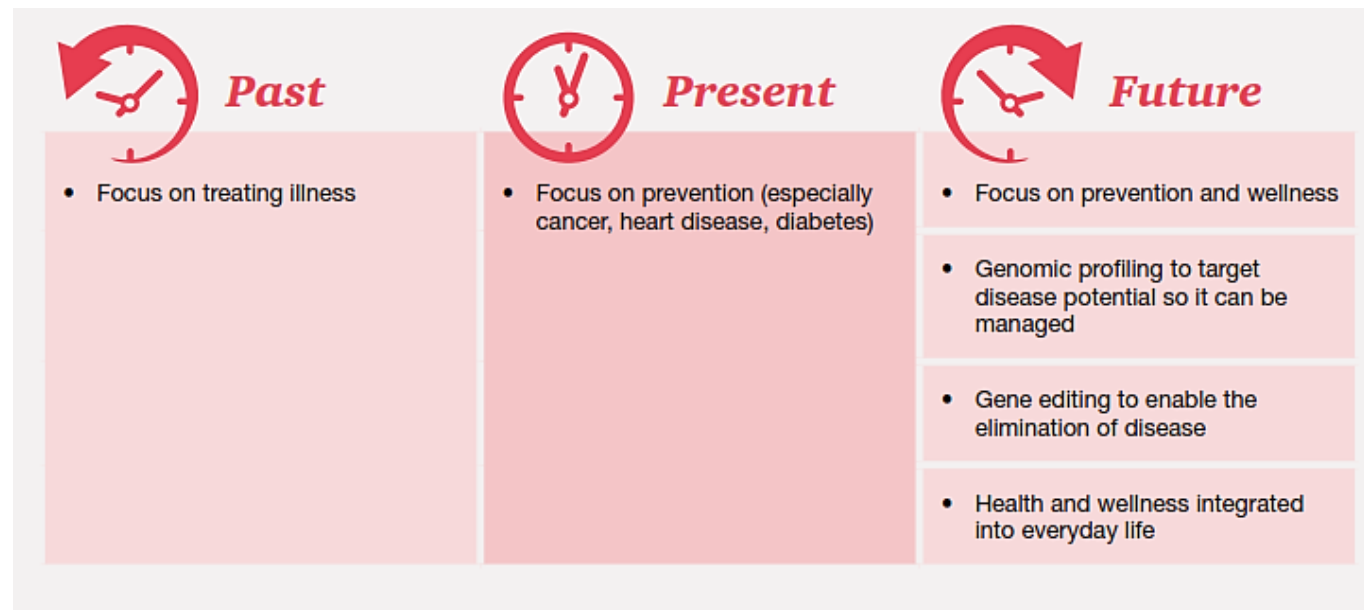 Past
• Focus on treating illness
Present
• Focus on prevention (especially
cancer, heart disease, diabetes)
Future
• Focus on prevention and wellness
• Genomic profiling to target
disease potential so it can be
managed
• Gene editing to enable the
elimination of disease
• Health and wellness integrated
into everyday life